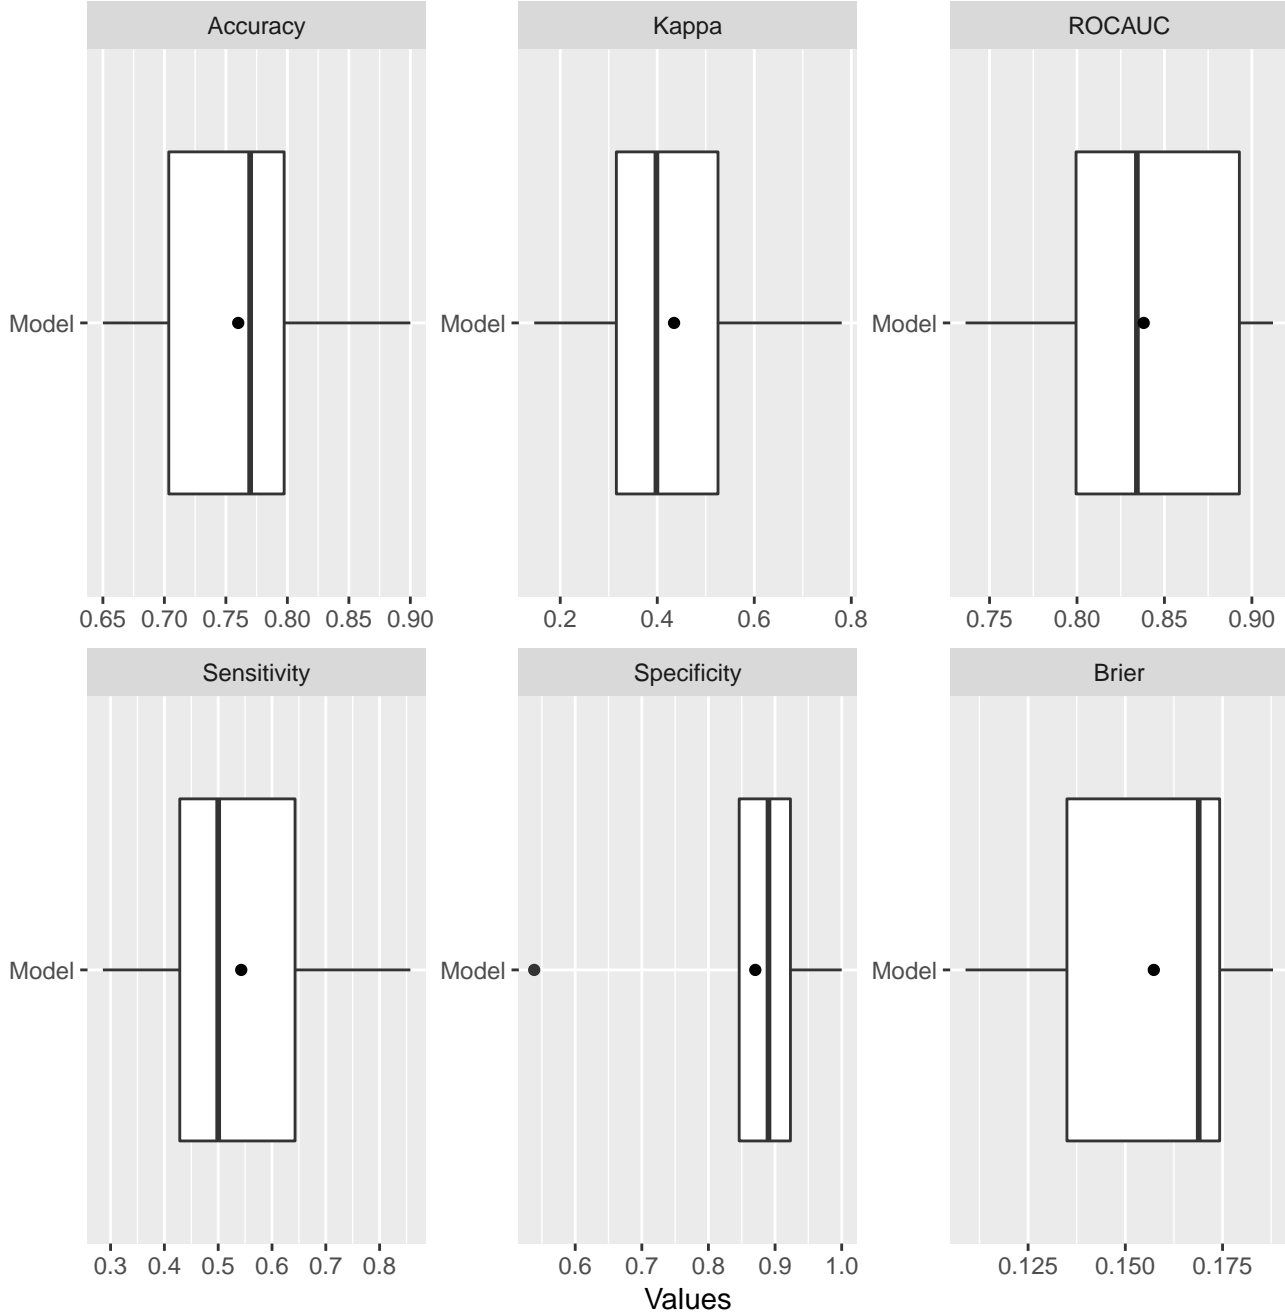 Accuracy Kappa ROCAUC
Model Model Model
0.65 0.70 0.75 0.80 0.85 0.90 0.2 0.4 0.6 0.8 0.75 0.80 0.85 0.90
Sensitivity Specificity Brier
Model Model Model
0.3 0.4 0.5 0.6 0.7 0.8 0.6 0.7 0.8 0.9 1.0 0.125 0.150 0.175
Values